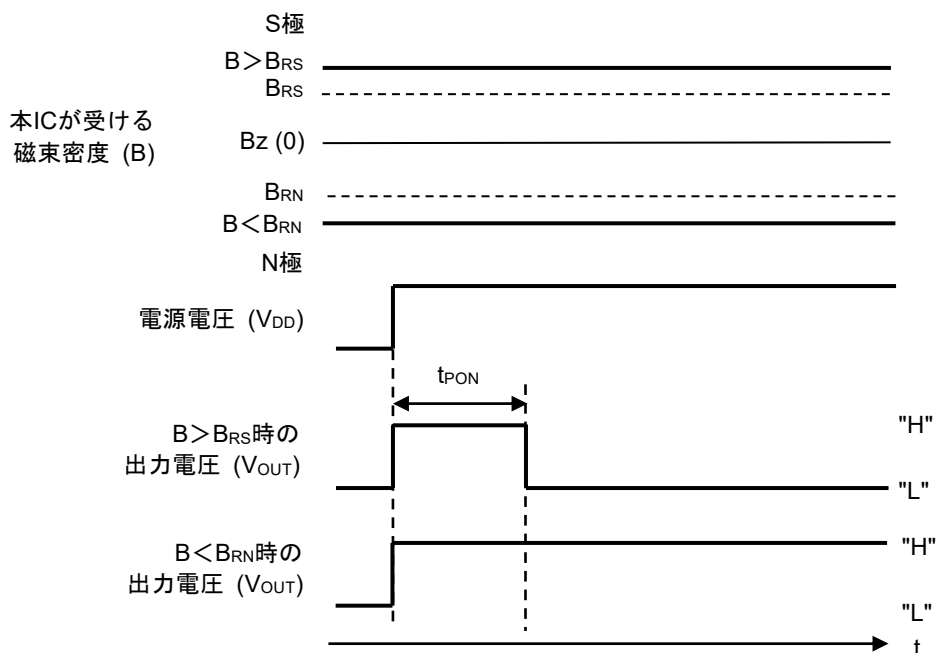 S極
B＞BRS
BRS
本ICが受ける
磁束密度 (B)
Bz (0)
BRN
B＜BRN
N極
電源電圧 (VDD)
tPON
B＞BRS時の
出力電圧 (VOUT)
"H"
"L"
B＜BRN時の
出力電圧 (VOUT)
"H"
"L"
t